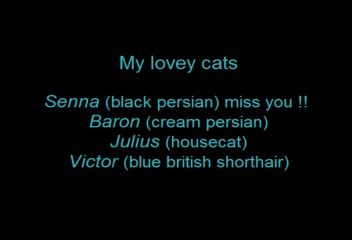 My lovey cats
Senna (black persian) miss you !!
Baron (cream persian)
Julius (housecat)
Victor (blue british shorthair)